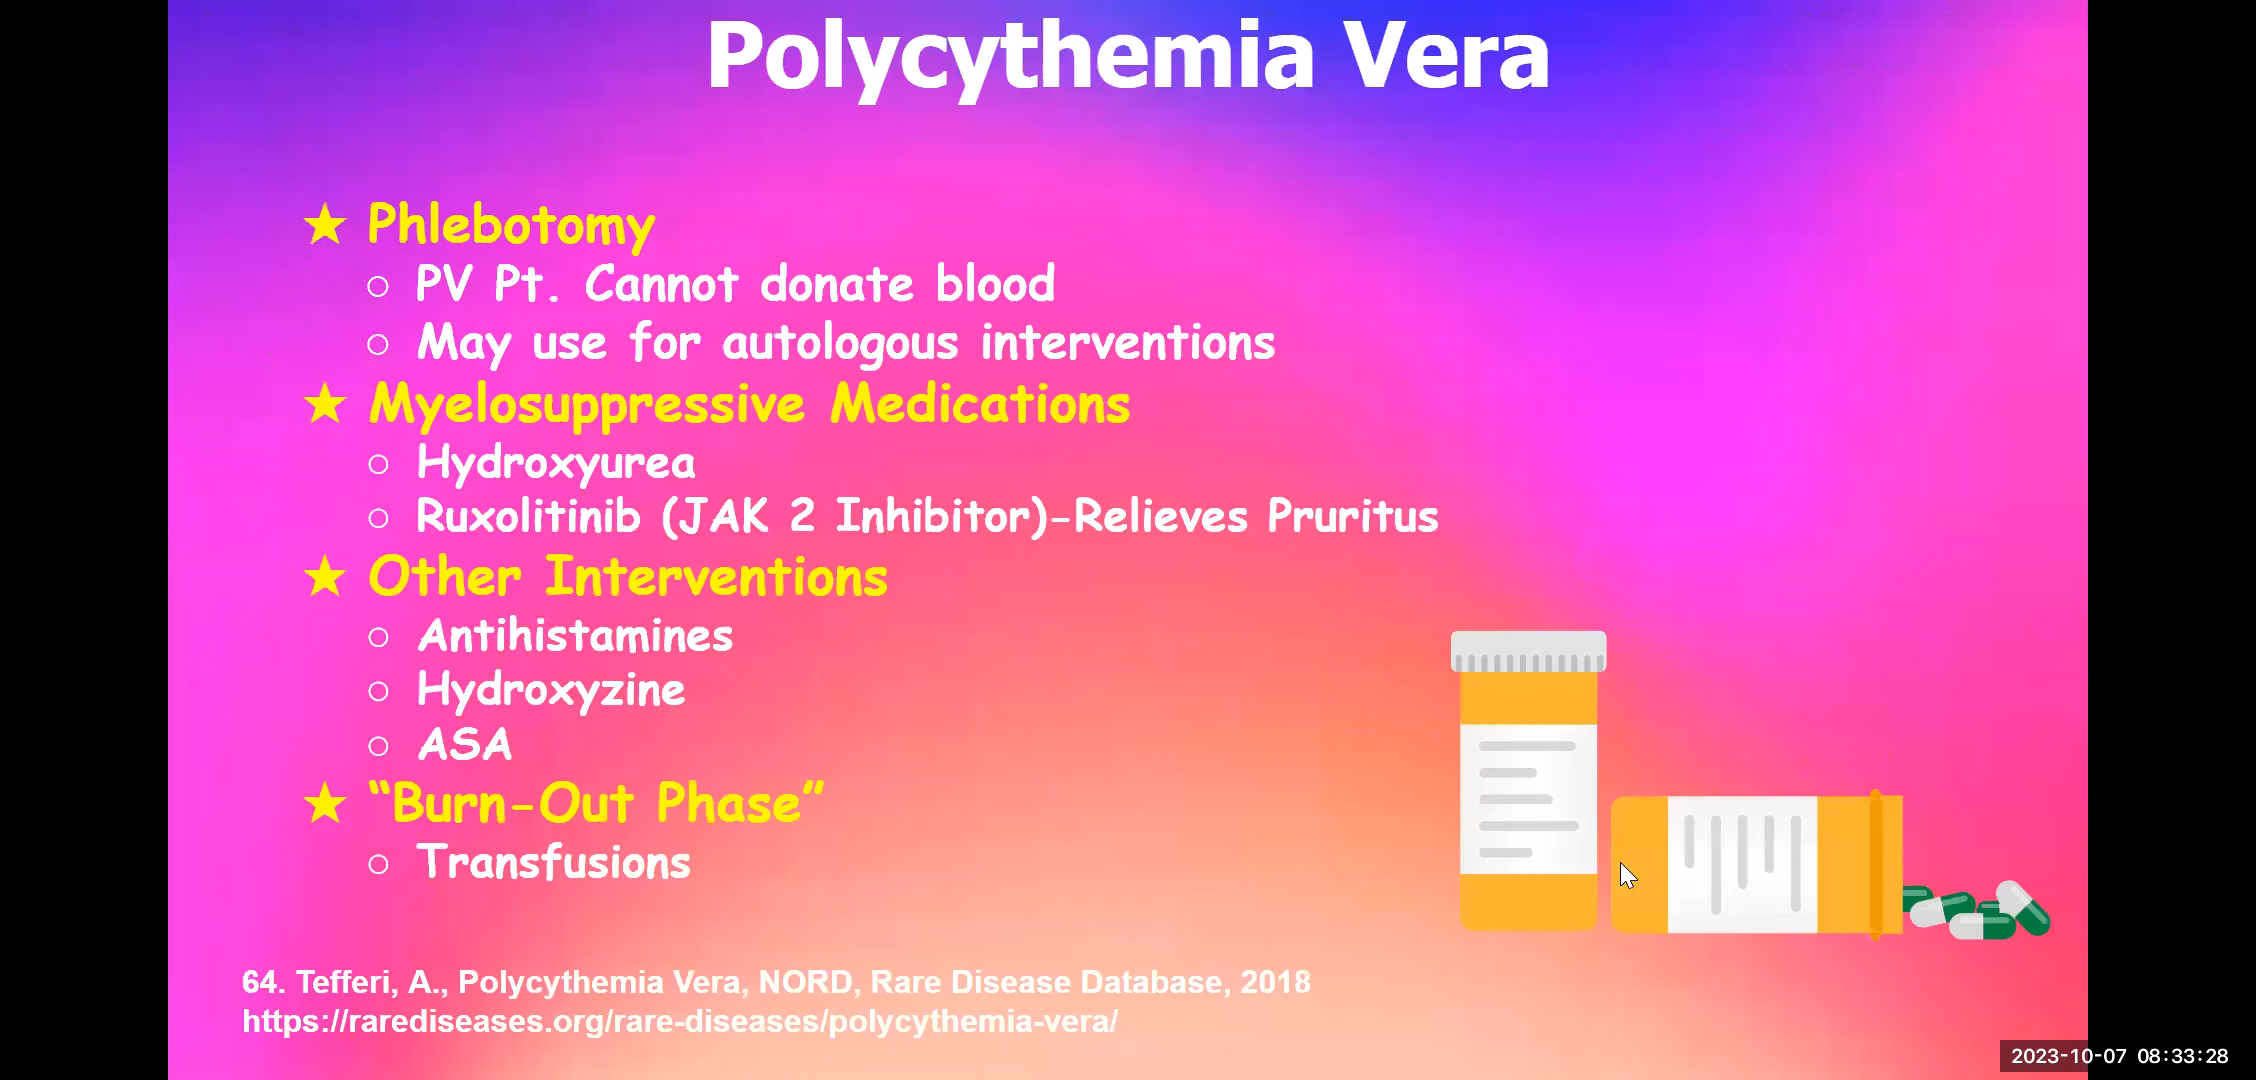 Polycythemia Vera
★ Phlebotomy
○ PV Pt. Cannot donate blood
○ May use for autologous interventions
★ Myelosuppressive Medications
○ Hydroxyurea
○ Ruxolitinib (JAK 2 Inhibitor)-Relieves Pruritus
★ Other Interventions
○ Antihistamines
○ Hydroxyzine
○ ASA
★ “Burn-Out Phase”
○ Transfusions
64. Tefferi, A., Polycythemia Vera, NORD, Rare Disease Database, 2018
https://rarediseases.org/rare-diseases/polycythemia-vera/
2023-10-07 08:33:28